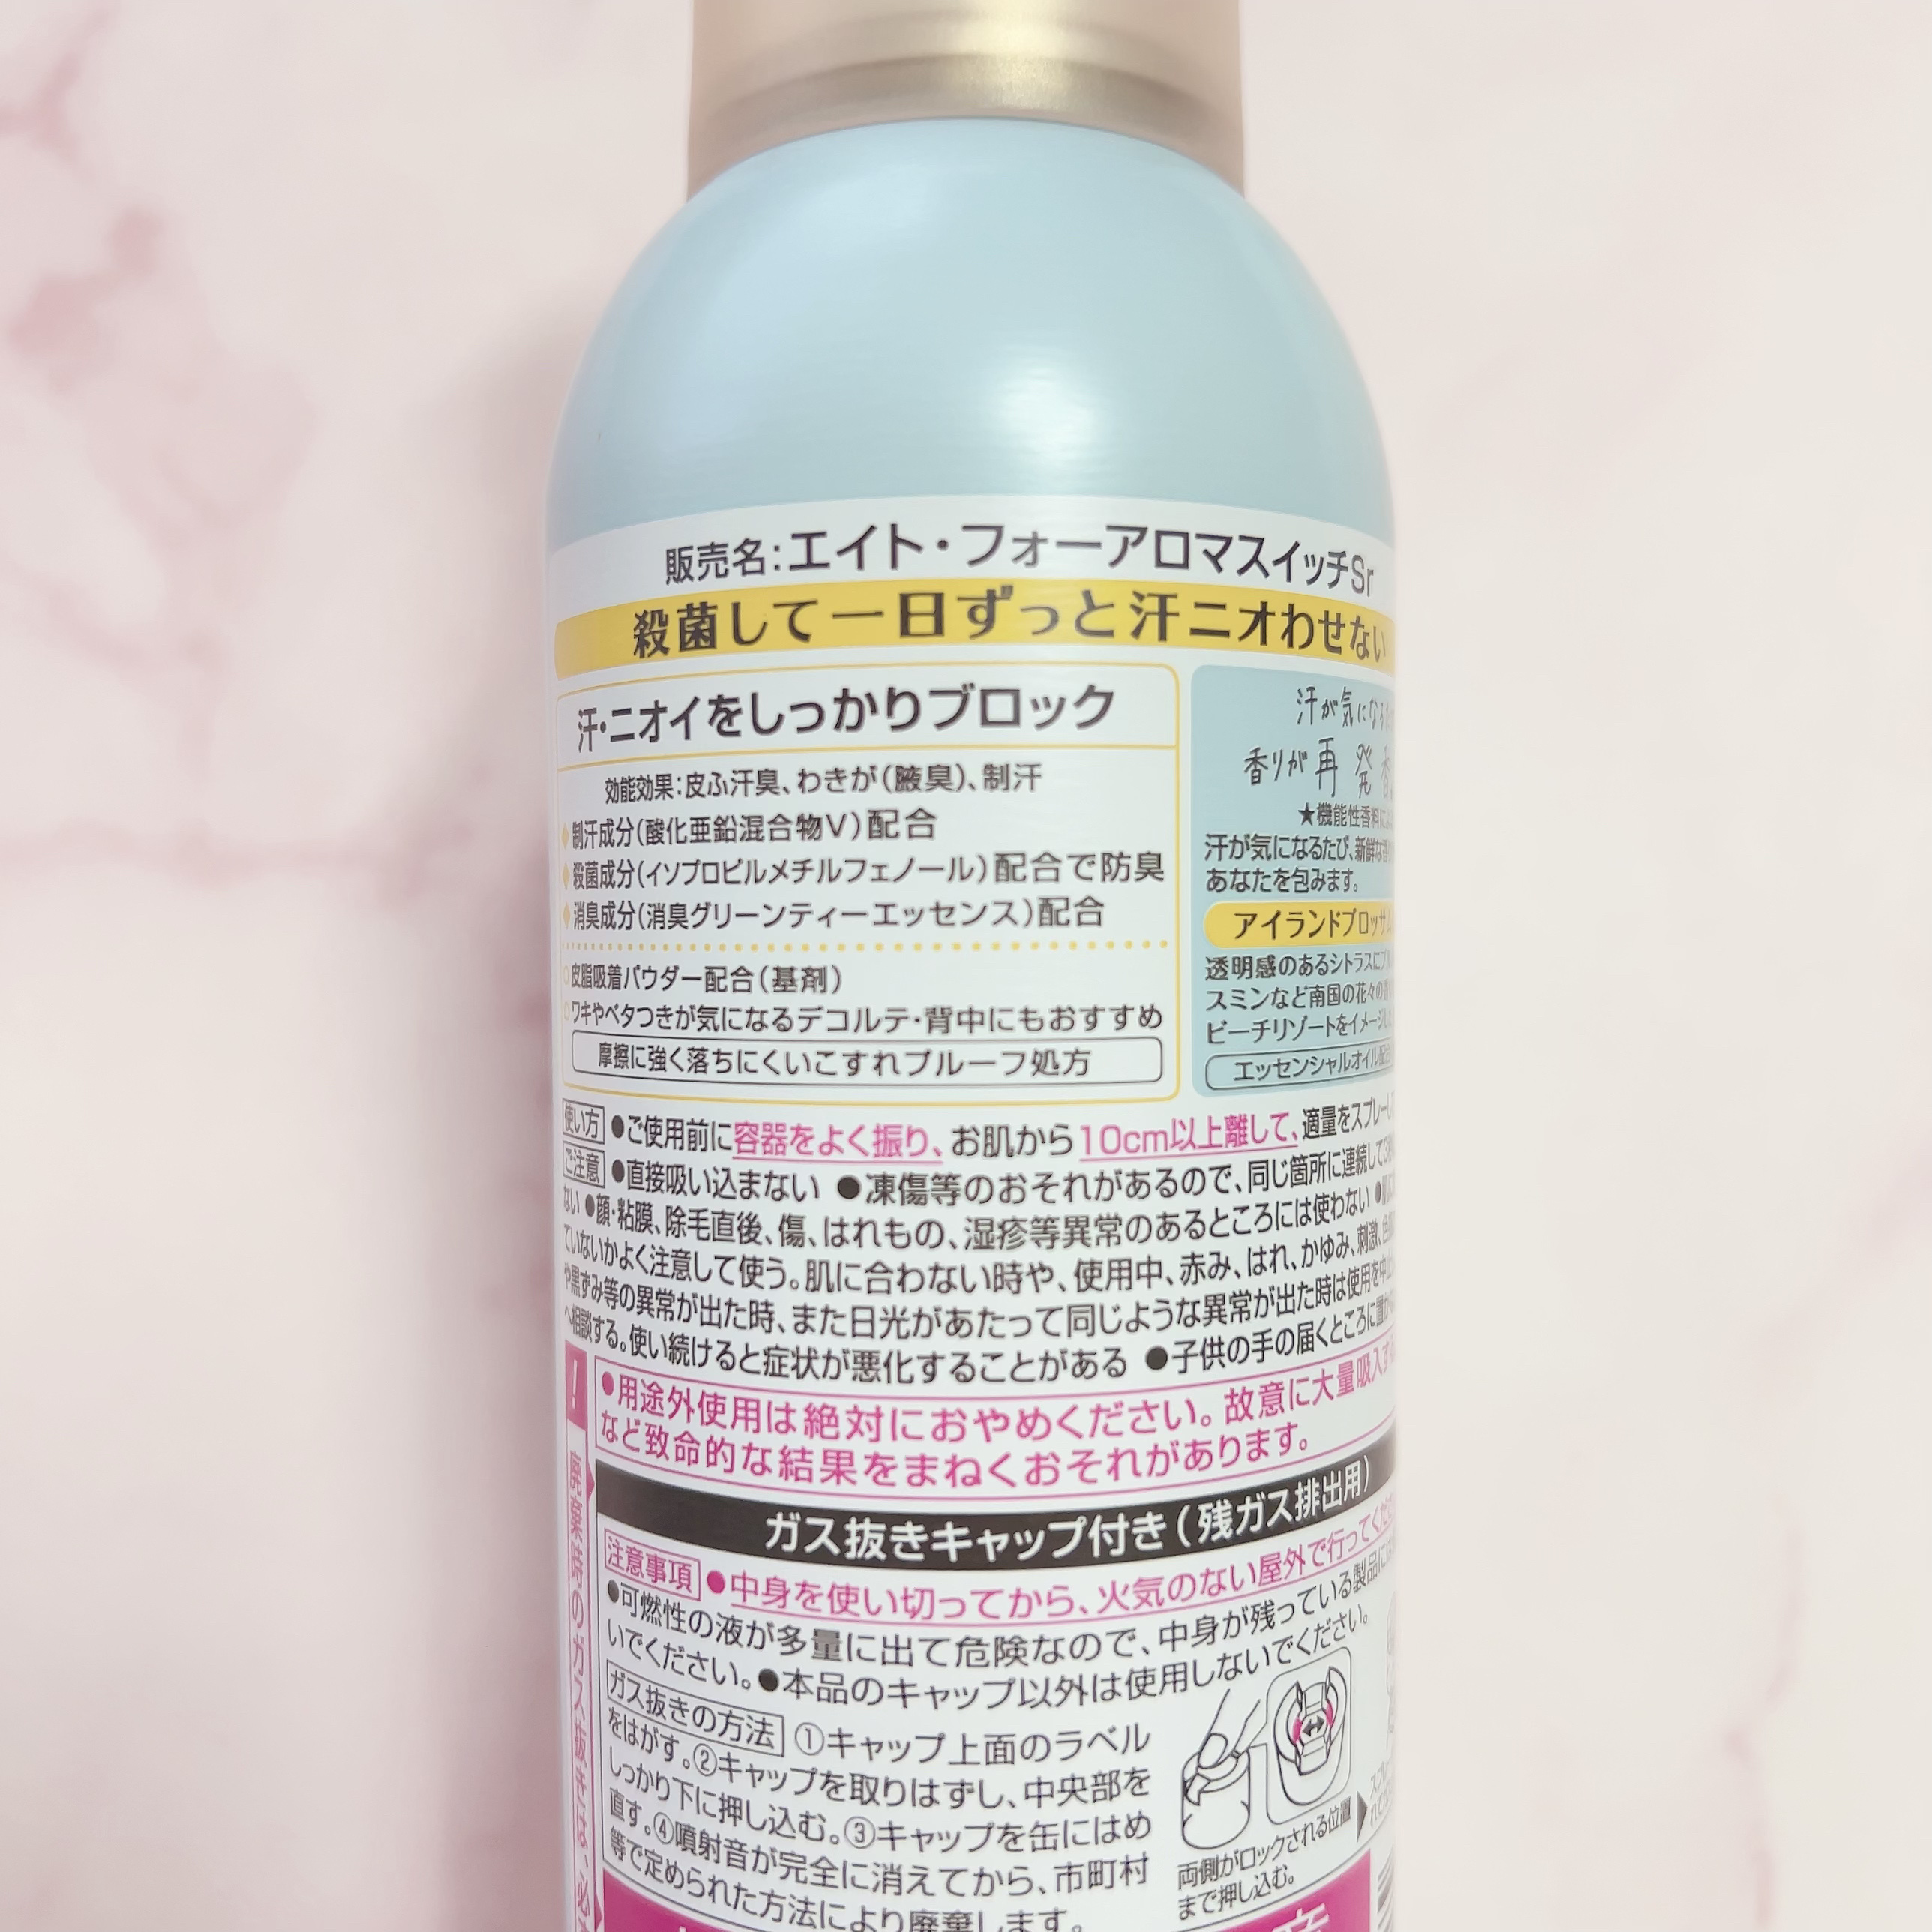 販売名:エイト・フォーアロマスイッチSr
殺菌して一日ずっと汗ニオわせない
汗・ニオイをしっかりブロック
効能効果:皮ふ汗臭、わきが(腋臭)、制汗
◆制汗成分(酸化亜鉛混合物V)配合
◆殺菌成分(イソプロピルメチルフェノール)配合で防臭
◆消臭成分(消臭グリーンティーエッセンス)配合
○皮脂吸着パウダー配合(基剤)
○ワキやベタつきが気になるデコルテ・背中にもおすすめ
摩擦に強く落ちにくいこすれプルーフ処方
汗が気になる
香りが再発香
★機能性香料に
汗が気になるたび、新鮮な
あなたを包みます。
アイランドブロッサム
透明感のあるシトラスに
スミンなど南国の花々の
ビーチリゾートをイメージ
エッセンシャルオイル配合
使い方 ●ご使用前に容器をよく振り、お肌から10cm以上離して、適量をスプレー
ご注意 ●直接吸い込まない ●凍傷等のおそれがあるので、同じ箇所に連続して3秒
ない ●顔・粘膜、除毛直後、傷、はれもの、湿疹等異常のあるところには使わない ●
ていないかよく注意して使う。肌に合わない時や、使用中、赤み、はれ、かゆみ、刺激、
や黒ずみ等の異常が出た時、また日光があたって同じような異常が出た時は使用を中止
へ相談する。使い続けると症状が悪化することがある ●子供の手の届くところに置か
!
●用途外使用は絶対におやめください。故意に大量吸入す
など致命的な結果をまねくおそれがあります。
廃棄時のガス抜きは、必
ガス抜きキャップ付き(残ガス排出用)
注意事項 ●中身を使い切ってから、火気のない屋外で行ってくだ
●可燃性の液が多量に出て危険なので、中身が残っている製品に
いでください。●本品のキャップ以外は使用しないでください。
ガス抜きの方法 ①キャップ上面のラベル
をはがす。②キャップを取りはずし、中央部を
しっかり下に押し込む。③キャップを缶にはめ
直す。④噴射音が完全に消えてから、市町村
等で定められた方法により廃棄します。
両側がロックされる位置
まで押し込む。